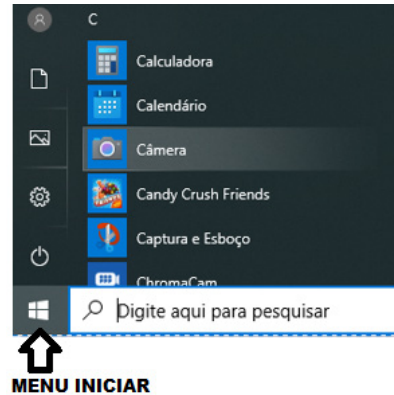 C
Calculadora
Calendário
Câmera
Candy Crush Friends
Captura e Esboço
ChromaCam
Digite aqui para pesquisar
MENU INICIAR